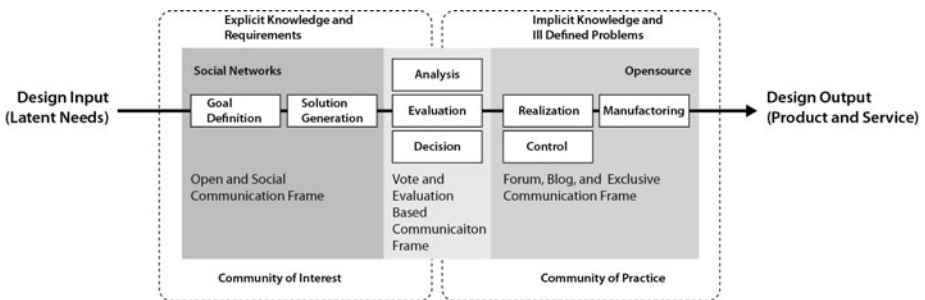 Explicit Knowledge and
Requirements
Implicit Knowledge and
Ill Defined Problems
Social Networks
Opensource
Design Input
(Latent Needs)
Goal
Definition
Solution
Generation
Analysis
Evaluation
Decision
Realization
Manufactoring
Control
Design Output
(Product and Service)
Open and Social
Communication Frame
Vote and
Evaluation
Based
Communicaiton
Frame
Forum, Blog, and Exclusive
Communication Frame
Community of Interest
Community of Practice